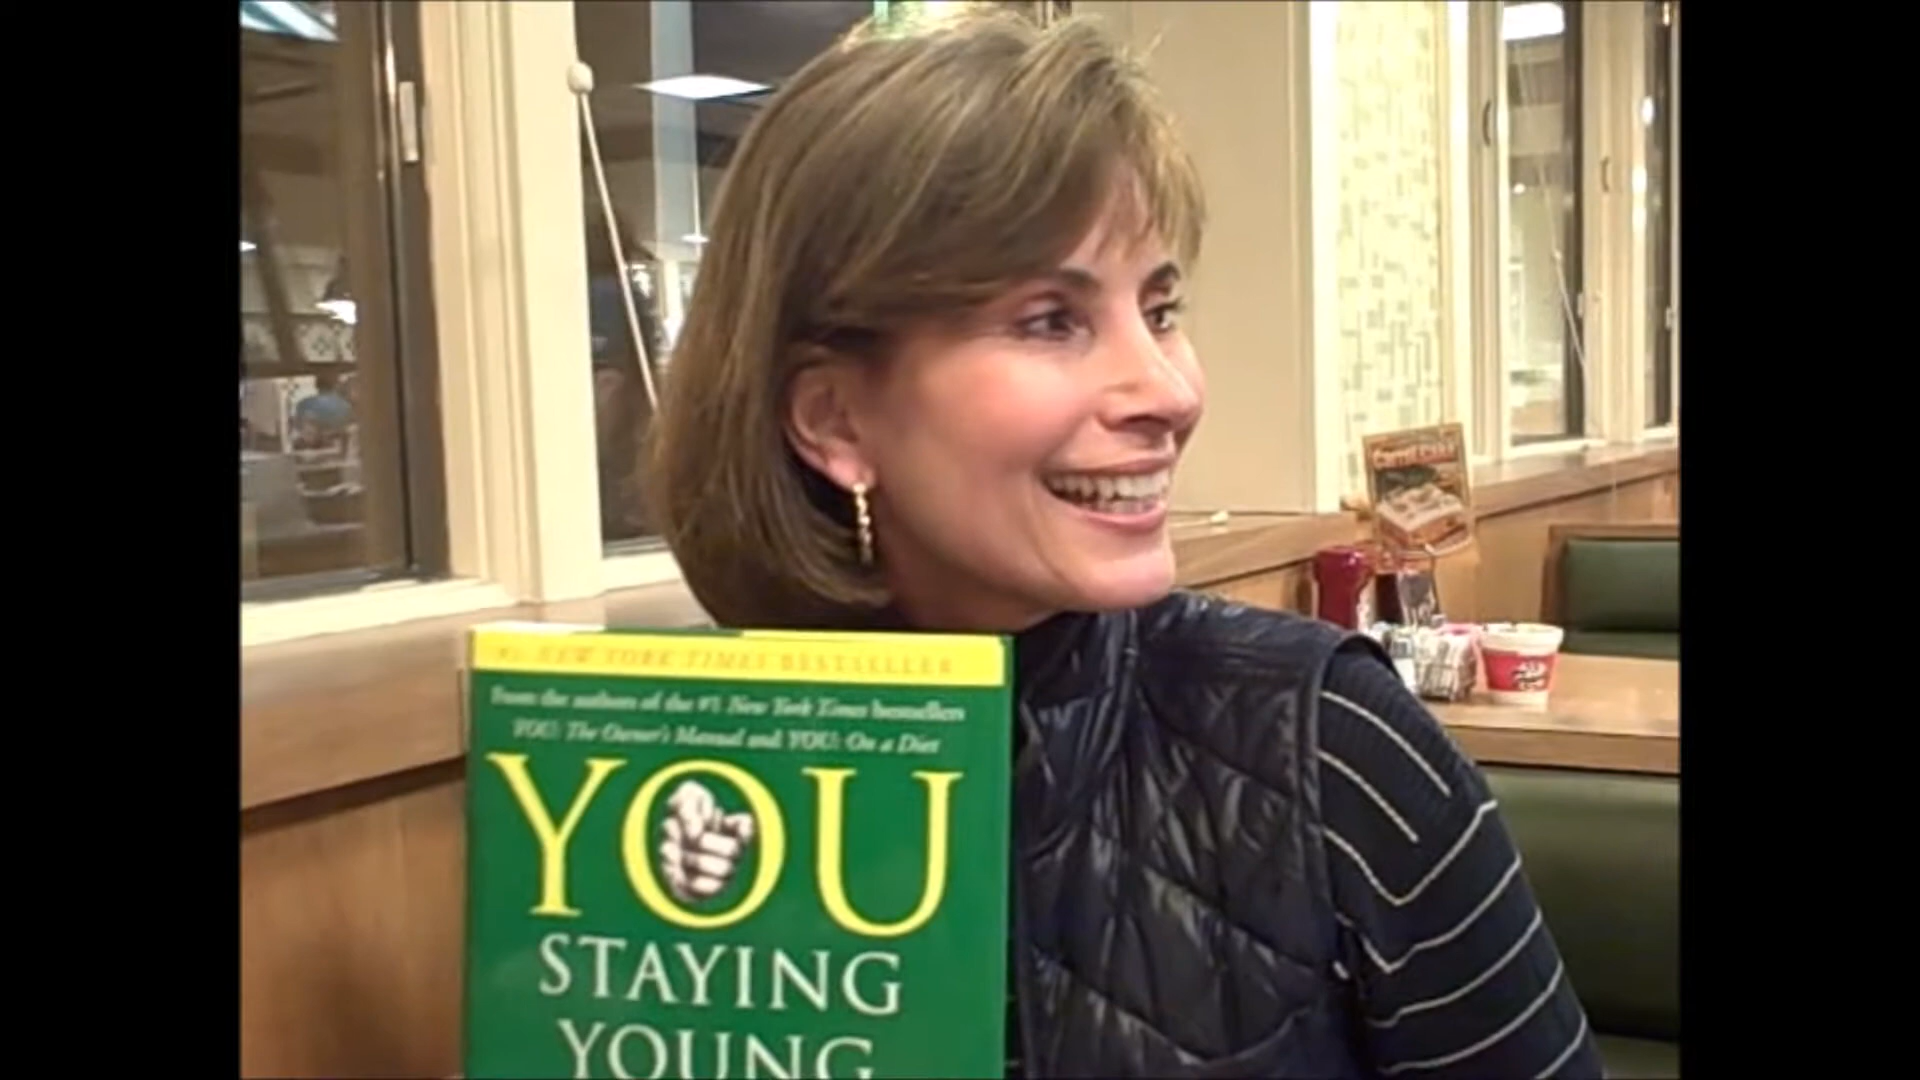 #1 NEW YORK TIMES BESTSELLER
From the authors of the #1 New York Times bestsellers
YOU: The Owner's Manual and YOU: On a Diet
YOU
STAYING
YOUNG